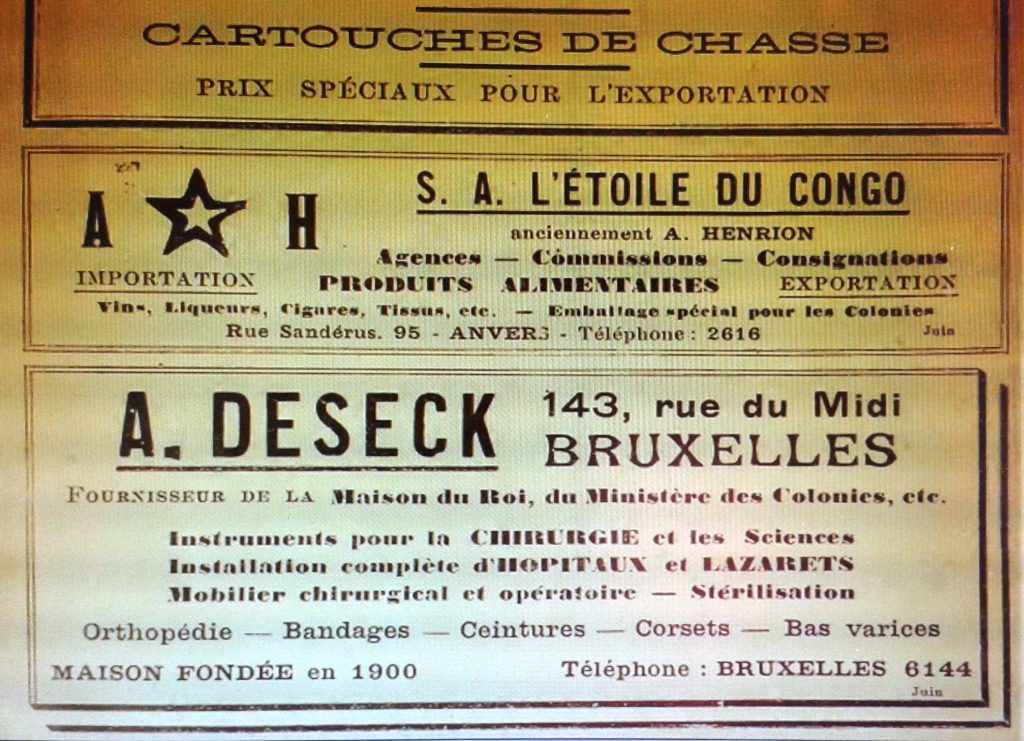 CARTOUCHES DE CHASSE
PRIX SPÉCIAUX POUR L'EXPORTATION
A H
S. A. L'ÉTOILE DU CONGO
anciennement A. HENRION
Agences — Commissions — Consignations
IMPORTATION PRODUITS ALIMENTAIRES EXPORTATION
Vins, Liqueurs, Cigares, Tissus, etc. — Emballage spécial pour les Colonies
Rue Sandérus. 95 - ANVERS - Téléphone : 2616
Juin
A. DESECK
143, rue du Midi
BRUXELLES
FOURNISSEUR DE LA Maison du Roi, du Ministère des Colonies, etc.
Instruments pour la CHIRURGIE et les Sciences
Installation complète d'HOPITAUX et LAZARETS
Mobilier chirurgical et opératoire — Stérilisation
Orthopédie — Bandages — Ceintures — Corsets — Bas varices
MAISON FONDÉE en 1900 Téléphone : BRUXELLES 6144
Juin